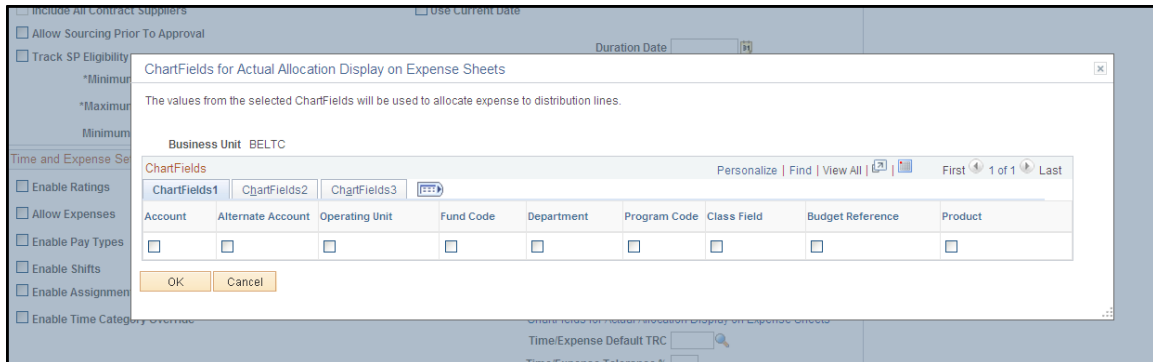 Include All Contract Suppliers Use Current Date
Allow Sourcing Prior To Approval
Duration Date
Track SP Eligibility
ChartFields for Actual Allocation Display on Expense Sheets
*Minimum
The values from the selected ChartFields will be used to allocate expense to distribution lines.
*Maximum
Minimum
Business Unit BELTC
Time and Expense Se
ChartFields Personalize | Find | View All | | First 1 of 1 Last
Enable Ratings
ChartFields1 ChartFields2 ChartFields3
Allow Expenses
Account Alternate Account Operating Unit Fund Code Department Program Code Class Field Budget Reference Product
Enable Pay Types
Enable Shifts
OK Cancel
Enable Assignmen
Enable Time Category Override
ChartFields for Actual Allocation Display on Expense Sheets
Time/Expense Default TRC
Time/Expense Tolerance %